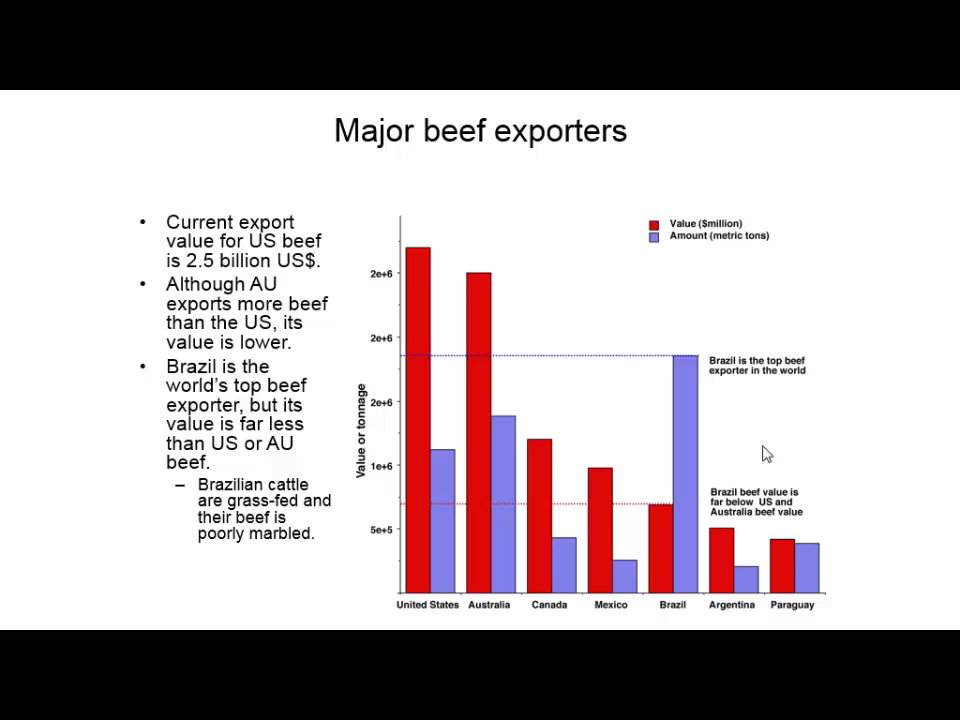 Major beef exporters
• Current export
value for US beef
is 2.5 billion US$.
• Although AU
exports more beef
than the US, its
value is lower.
• Brazil is the
world's top beef
exporter, but its
value is far less
than US or AU
beef.
– Brazilian cattle
are grass-fed and
their beef is
poorly marbled.
Value ($million)
Amount (metric tons)
2e+6
2e+6
2e+6
1e+6
5e+5
Value or tonnage
Brazil is the top beef
exporter in the world
Brazil beef value is
far below US and
Australia beef value
United States
Australia
Canada
Mexico
Brazil
Argentina
Paraguay